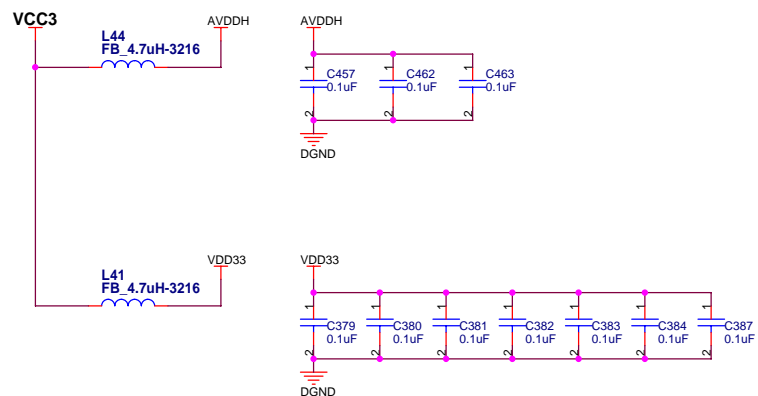 VCC3
L44
FB_4.7uH-3216
AVDDH
AVDDH
1
C457
0.1uF
2
1
C462
0.1uF
2
1
C463
0.1uF
2
DGND
L41
FB_4.7uH-3216
VDD33
VDD33
1
C379
0.1uF
2
1
C380
0.1uF
2
1
C381
0.1uF
2
1
C382
0.1uF
2
1
C383
0.1uF
2
1
C384
0.1uF
2
1
C387
0.1uF
2
DGND